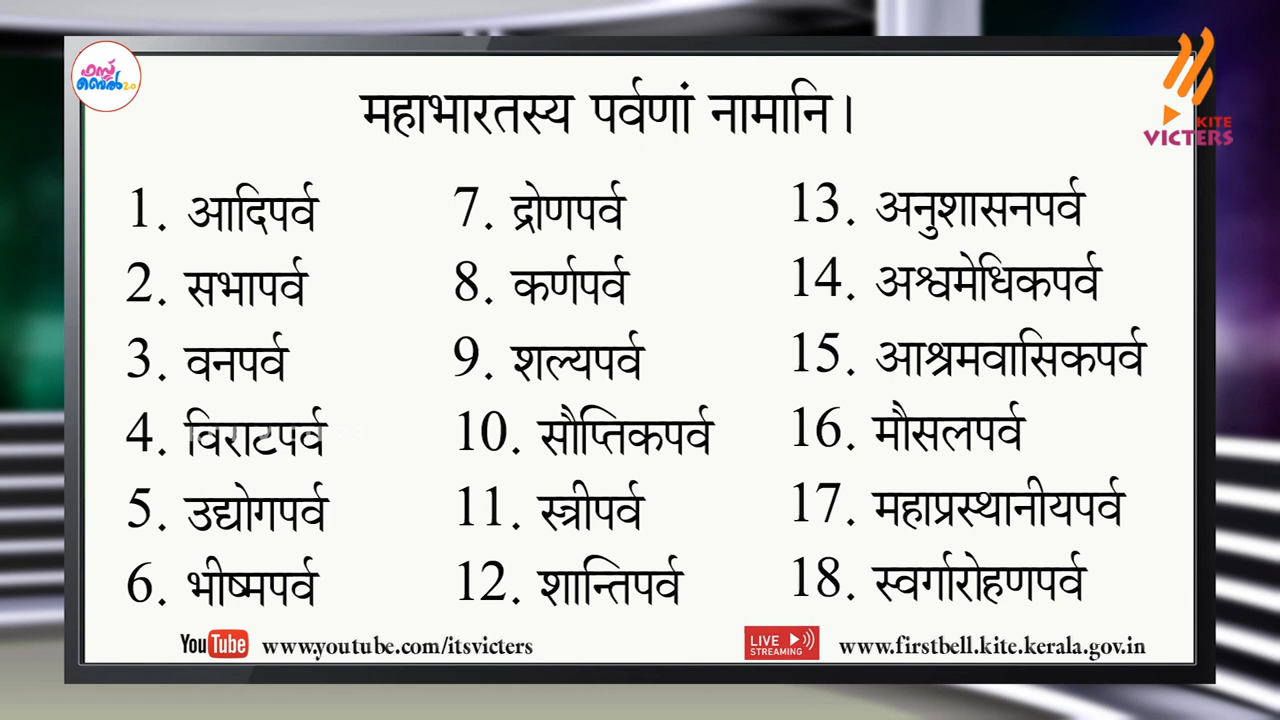 ഫസ്റ്റ്
ബെൽ 2.0
KITE
VICTERS
महाभारतस्य पर्वणां नामानि।
1. आदिपर्व
2. सभापर्व
3. वनपर्व
4. विराटपर्व
5. उद्योगपर्व
6. भीष्मपर्व
7. द्रोणपर्व
8. कर्णपर्व
9. शल्यपर्व
10. सौप्तिकपर्व
11. स्त्रीपर्व
12. शान्तिपर्व
13. अनुशासनपर्व
14. अश्वमेधिकपर्व
15. आश्रमवासिकपर्व
16. मौसलपर्व
17. महाप्रस्थानीयपर्व
18. स्वर्गारोहणपर्व
YouTube www.youtube.com/itsvicters
LIVE STREAMING www.firstbell.kite.kerala.gov.in